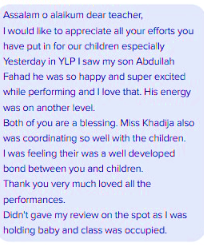 Assalam o alaikum dear teacher,
I would like to appreciate all your efforts you
have put in for our children especially
Yesterday in YLP I saw my son Abdullah
Fahad he was so happy and super excited
while performing and I love that. His energy
was on another level.
Both of you are a blessing. Miss Khadija also
was coordinating so well with the children.
I was feeling their was a well developed
bond between you and children.
Thank you very much loved all the
performances.
Didn't gave my review on the spot as I was
holding baby and class was occupied.